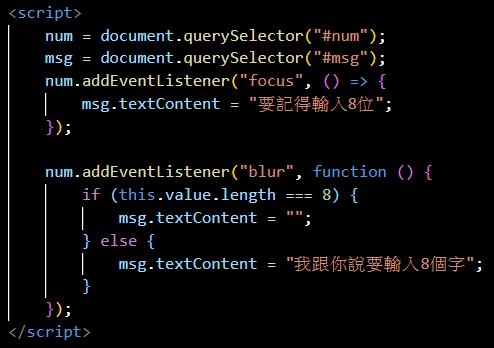 <script>
num = document.querySelector("#num");
msg = document.querySelector("#msg");
num.addEventListener("focus", () => {
msg.textContent = "要記得輸入8位";
});
num.addEventListener("blur", function () {
if (this.value.length === 8) {
msg.textContent = "";
} else {
msg.textContent = "我跟你說要輸入8個字";
}
});
</script>